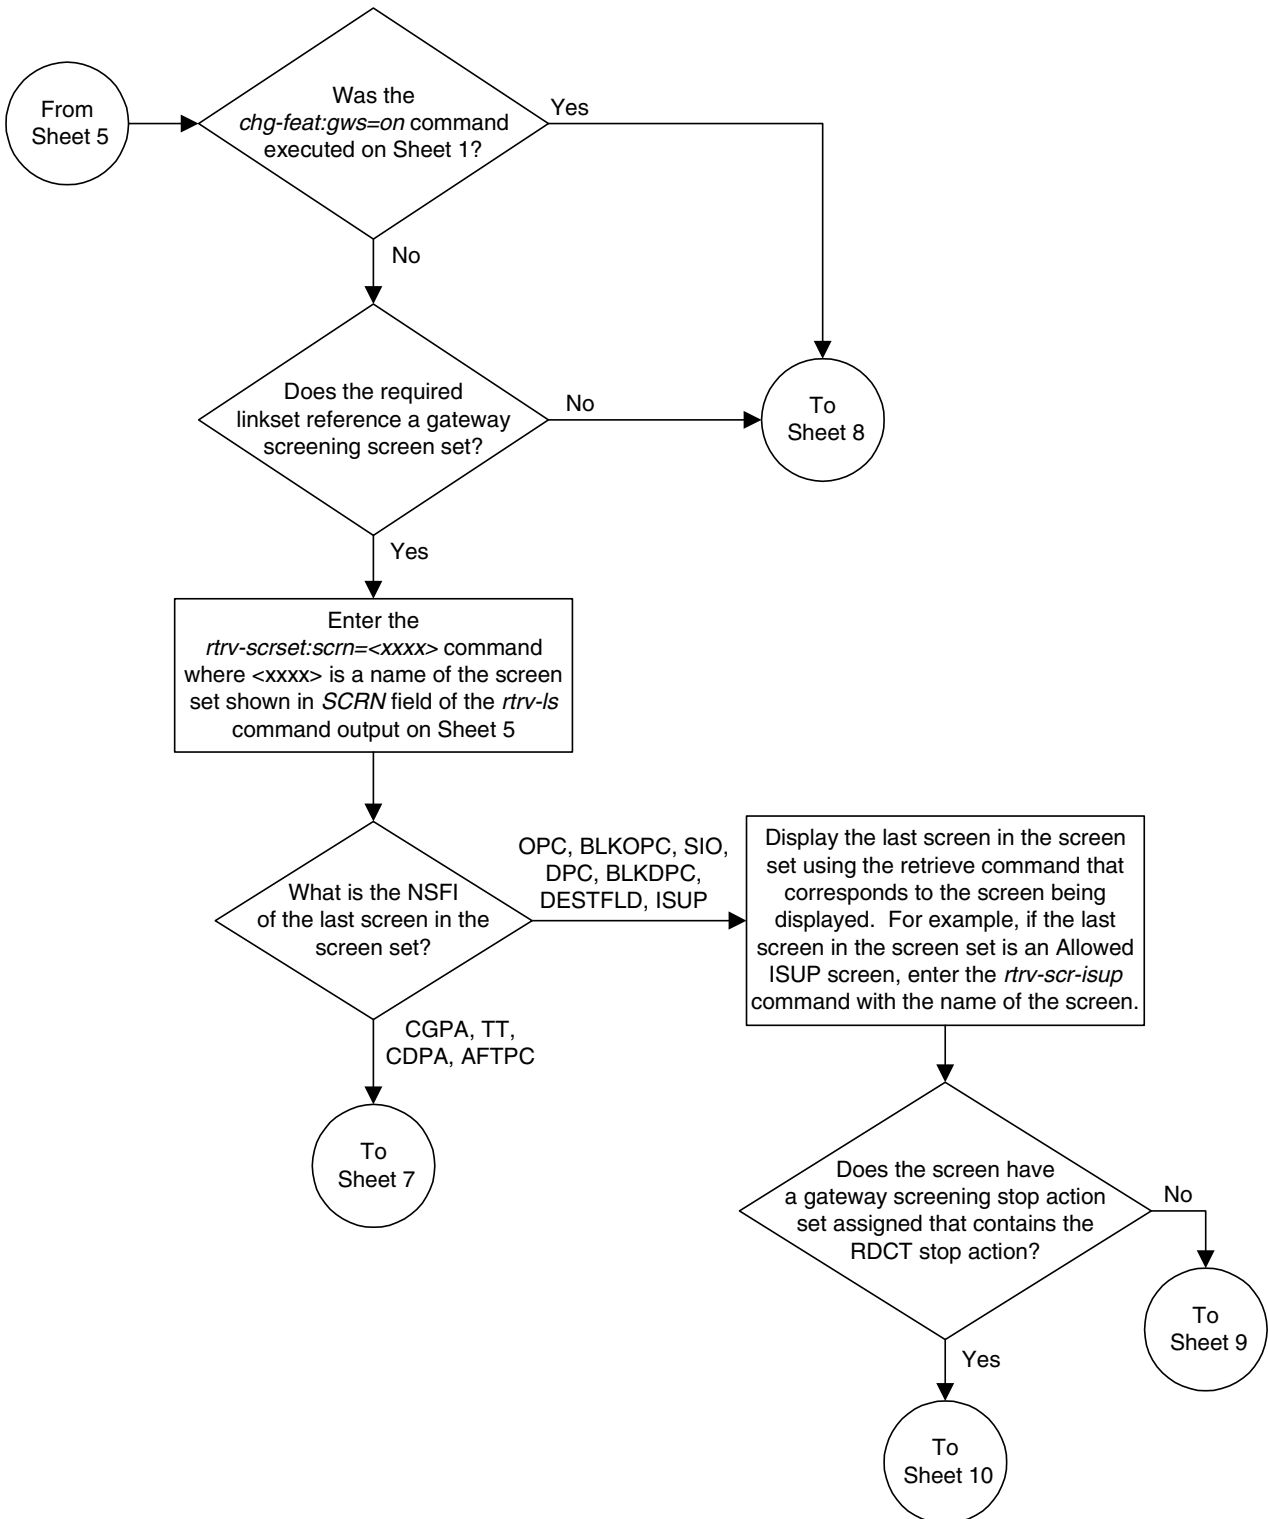 From
Sheet 5
Was the
chg-feat:gws=on command
executed on Sheet 1?
Yes
No
Does the required
linkset reference a gateway
screening screen set?
No
To
Sheet 8
Yes
Enter the
rtrv-scrset:scrn=<xxxx> command
where <xxxx> is a name of the screen
set shown in SCRN field of the rtrv-ls
command output on Sheet 5
What is the NSFI
of the last screen in the
screen set?
OPC, BLKOPC, SIO,
DPC, BLKDPC,
DESTFLD, ISUP
Display the last screen in the screen
set using the retrieve command that
corresponds to the screen being
displayed.  For example, if the last
screen in the screen set is an Allowed
ISUP screen, enter the rtrv-scr-isup
command with the name of the screen.
CGPA, TT,
CDPA, AFTPC
To
Sheet 7
Does the screen have
a gateway screening stop action
set assigned that contains the
RDCT stop action?
No
To
Sheet 9
Yes
To
Sheet 10